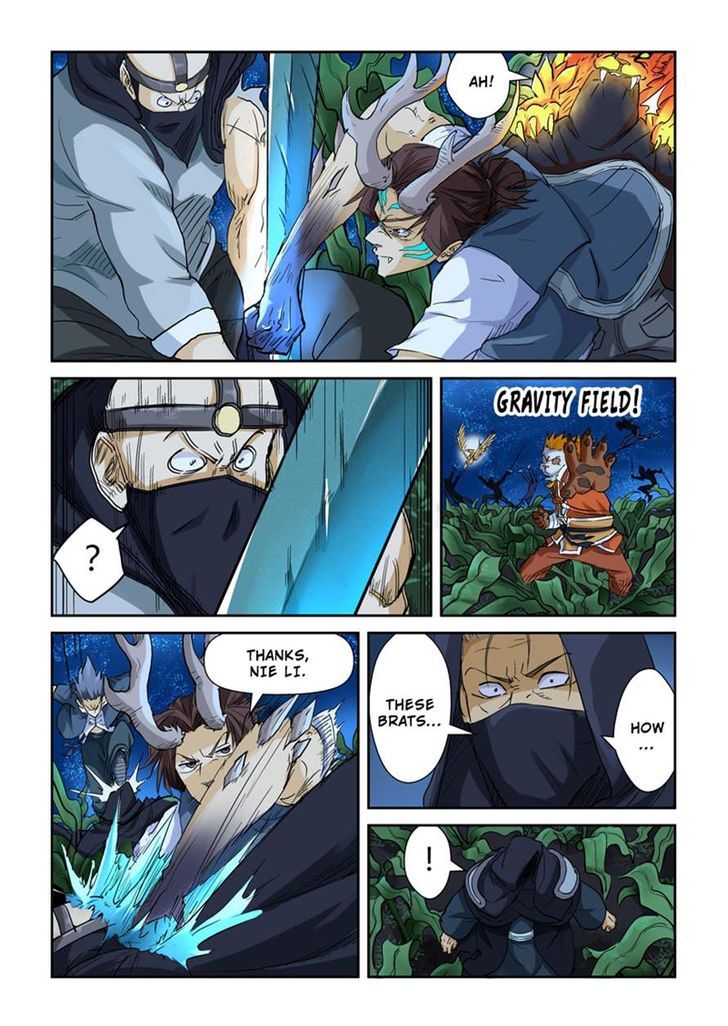 AH!
?
GRAVITY FIELD!
THANKS,
NIE LI.
THESE
BRATS...
HOW
...
!